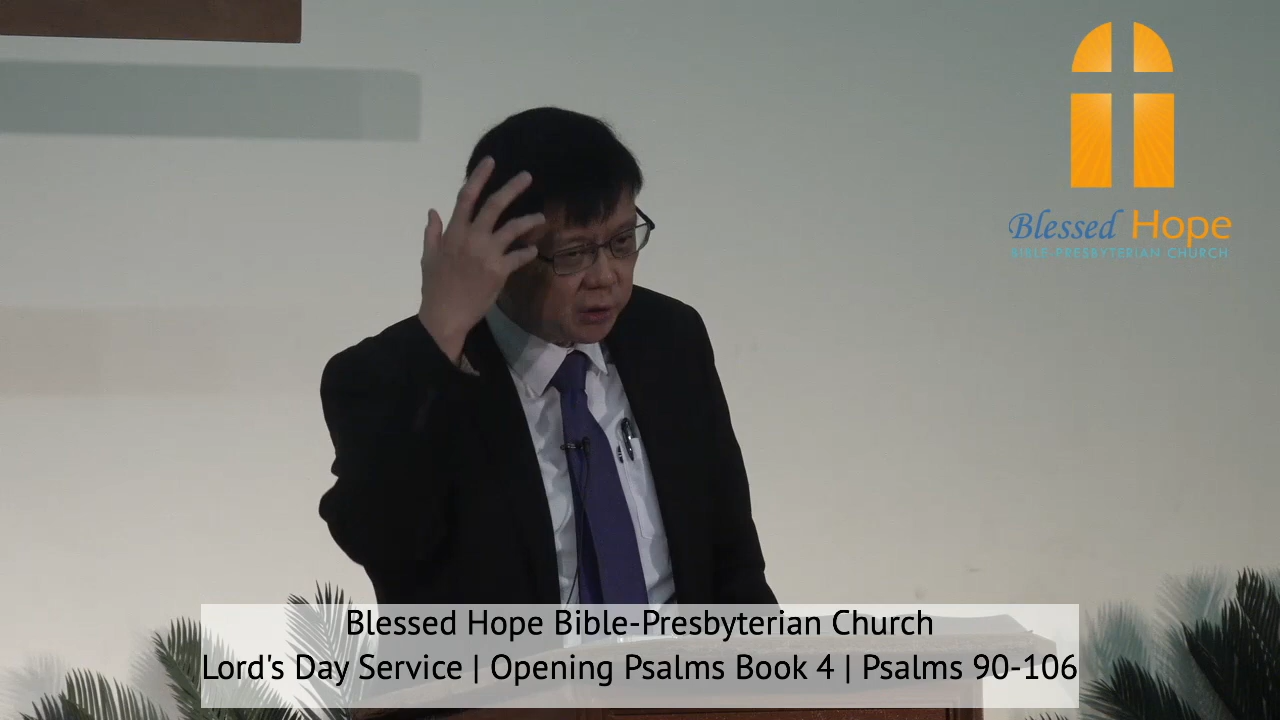 Blessed Hope
BIBLE-PRESBYTERIAN CHURCH
Blessed Hope Bible-Presbyterian Church
Lord's Day Service | Opening Psalms Book 4 | Psalms 90-106